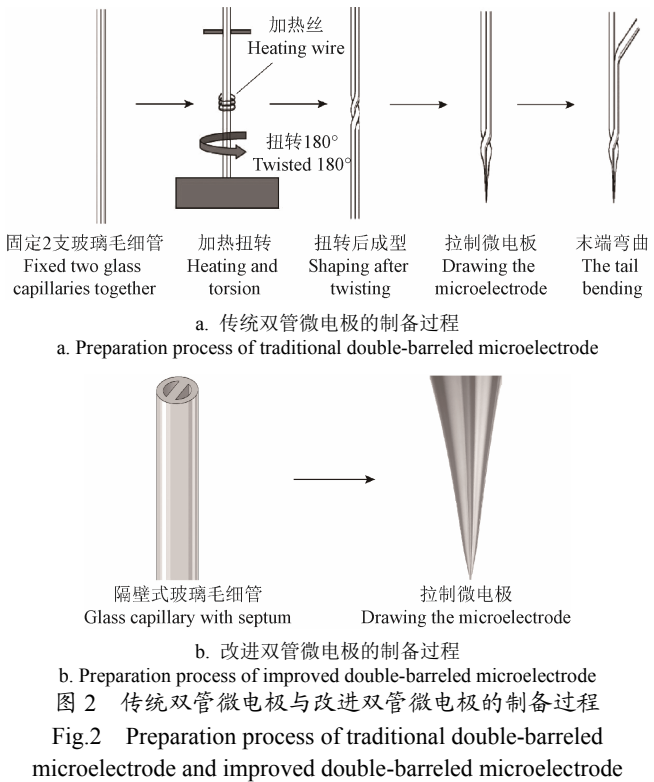 加热丝
Heating wire
扭转180°
Twisted 180°
固定2支玻璃毛细管
Fixed two glass
capillaries together
加热扭转
Heating and
torsion
扭转后成型
Shaping after
twisting
拉制微电板
Drawing the
microelectrode
末端弯曲
The tail
bending
a. 传统双管微电极的制备过程
a. Preparation process of traditional double-barreled microelectrode
隔壁式玻璃毛细管
Glass capillary with septum
拉制微电极
Drawing the microelectrode
b. 改进双管微电极的制备过程
b. Preparation process of improved double-barreled microelectrode
图 2 传统双管微电极与改进双管微电极的制备过程
Fig.2 Preparation process of traditional double-barreled
microelectrode and improved double-barreled microelectrode